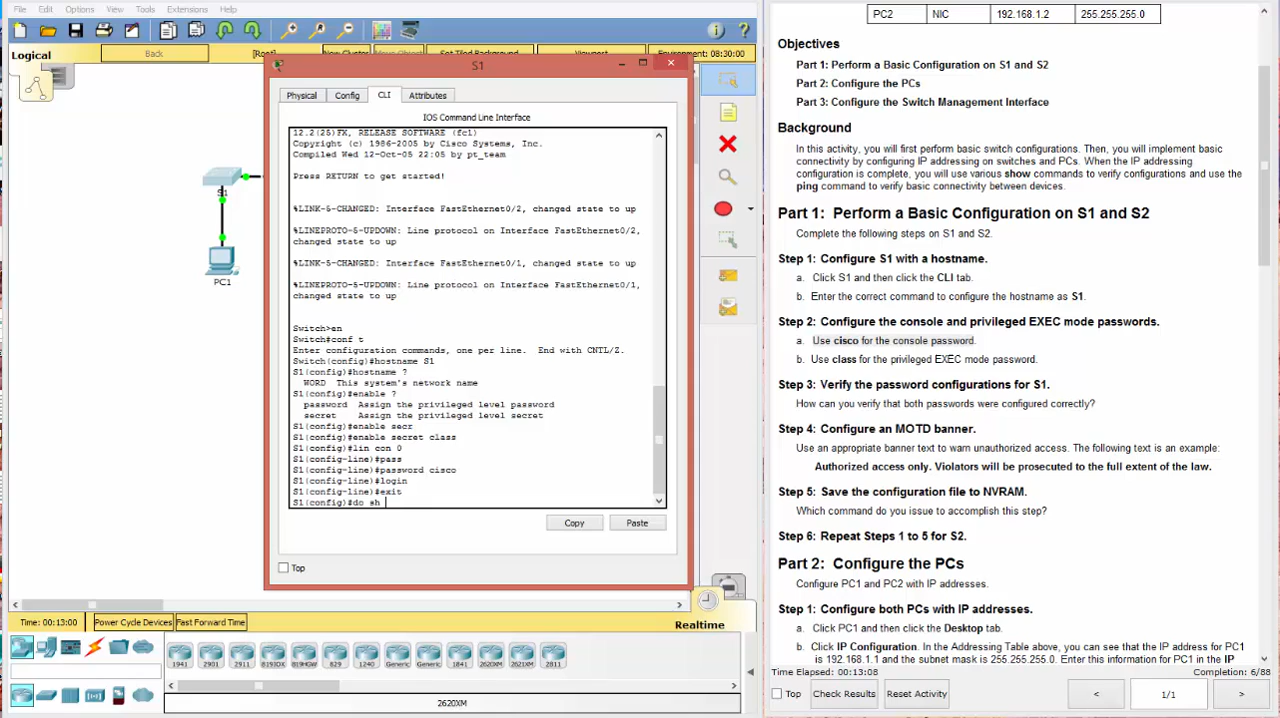 File Edit Options View Tools Extensions Help
Logical Back [Root] New Cluster Move Object Set Tiled Background Viewport Environment: 08:30:00
S1
Physical Config CLI Attributes
IOS Command Line Interface
12.2(25)FX, RELEASE SOFTWARE (fc1)
Copyright (c) 1986-2005 by Cisco Systems, Inc.
Compiled Wed 12-Oct-05 22:05 by pt_team
Press RETURN to get started!
%LINK-5-CHANGED: Interface FastEthernet0/2, changed state to up
%LINEPROTO-5-UPDOWN: Line protocol on Interface FastEthernet0/2,
changed state to up
%LINK-5-CHANGED: Interface FastEthernet0/1, changed state to up
%LINEPROTO-5-UPDOWN: Line protocol on Interface FastEthernet0/1,
changed state to up
Switch>en
Switch#conf t
Enter configuration commands, one per line. End with CNTL/Z.
Switch(config)#hostname S1
S1(config)#hostname ?
WORD This system's network name
S1(config)#enable ?
password Assign the privileged level password
secret Assign the privileged level secret
S1(config)#enable secr
S1(config)#enable secret class
S1(config)#lin con 0
S1(config-line)#pass
S1(config-line)#password cisco
S1(config-line)#login
S1(config-line)#exit
S1(config)#do sh
Copy Paste
Top
S1
PC1
Time: 00:13:00 Power Cycle Devices Fast Forward Time Realtime
1941 2901 2911 819IOX 819HGW 829 1240 Generic Generic 1841 2620XM 2621XM 2811
2620XM
PC2 NIC 192.168.1.2 255.255.255.0
Objectives
Part 1: Perform a Basic Configuration on S1 and S2
Part 2: Configure the PCs
Part 3: Configure the Switch Management Interface
Background
In this activity, you will first perform basic switch configurations. Then, you will implement basic
connectivity by configuring IP addressing on switches and PCs. When the IP addressing
configuration is complete, you will use various show commands to verify configurations and use the
ping command to verify basic connectivity between devices.
Part 1: Perform a Basic Configuration on S1 and S2
Complete the following steps on S1 and S2.
Step 1: Configure S1 with a hostname.
a. Click S1 and then click the CLI tab.
b. Enter the correct command to configure the hostname as S1.
Step 2: Configure the console and privileged EXEC mode passwords.
a. Use cisco for the console password.
b. Use class for the privileged EXEC mode password.
Step 3: Verify the password configurations for S1.
How can you verify that both passwords were configured correctly?
Step 4: Configure an MOTD banner.
Use an appropriate banner text to warn unauthorized access. The following text is an example:
Authorized access only. Violators will be prosecuted to the full extent of the law.
Step 5: Save the configuration file to NVRAM.
Which command do you issue to accomplish this step?
Step 6: Repeat Steps 1 to 5 for S2.
Part 2: Configure the PCs
Configure PC1 and PC2 with IP addresses.
Step 1: Configure both PCs with IP addresses.
a. Click PC1 and then click the Desktop tab.
b. Click IP Configuration. In the Addressing Table above, you can see that the IP address for PC1
is 192.168.1.1 and the subnet mask is 255.255.255.0. Enter this information for PC1 in the IP
Time Elapsed: 00:13:08 Completion: 6/88
Top Check Results Reset Activity < 1/1 >